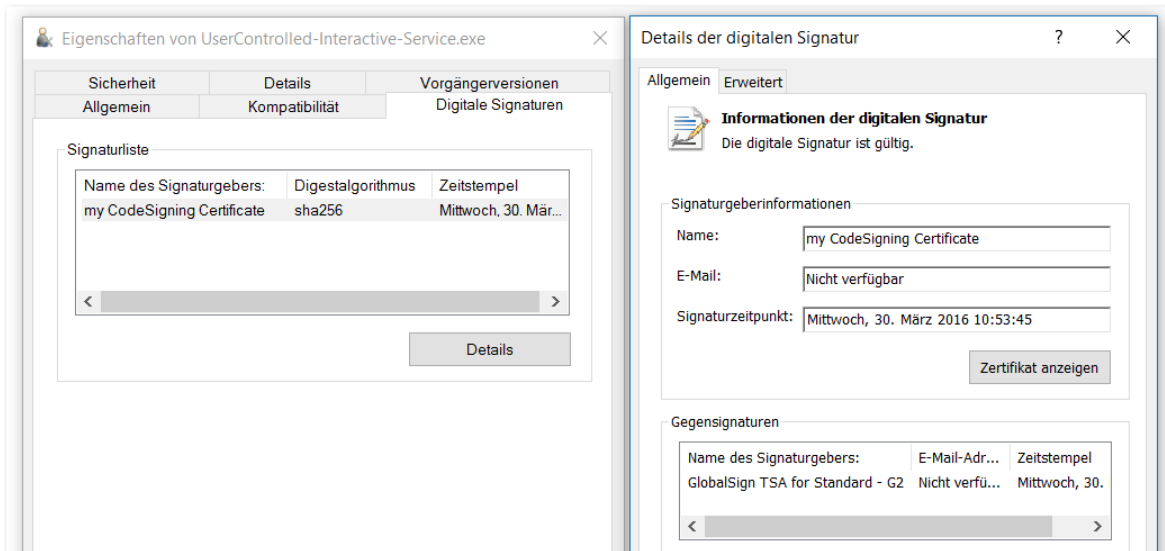 Eigenschaften von UserControlled-Interactive-Service.exe
Sicherheit Details Vorgängerversionen
Allgemein Kompatibilität Digitale Signaturen
Signaturliste
Name des Signaturgebers: Digestalgorithmus Zeitstempel
my CodeSigning Certificate sha256 Mittwoch, 30. Mär...
Details
Details der digitalen Signatur ?
Allgemein Erweitert
Informationen der digitalen Signatur
Die digitale Signatur ist gültig.
Signaturgeberinformationen
Name: my CodeSigning Certificate
E-Mail: Nicht verfügbar
Signaturzeitpunkt: Mittwoch, 30. März 2016 10:53:45
Zertifikat anzeigen
Gegensignaturen
Name des Signaturgebers: E-Mail-Adr... Zeitstempel
GlobalSign TSA for Standard - G2 Nicht verfü... Mittwoch, 30.